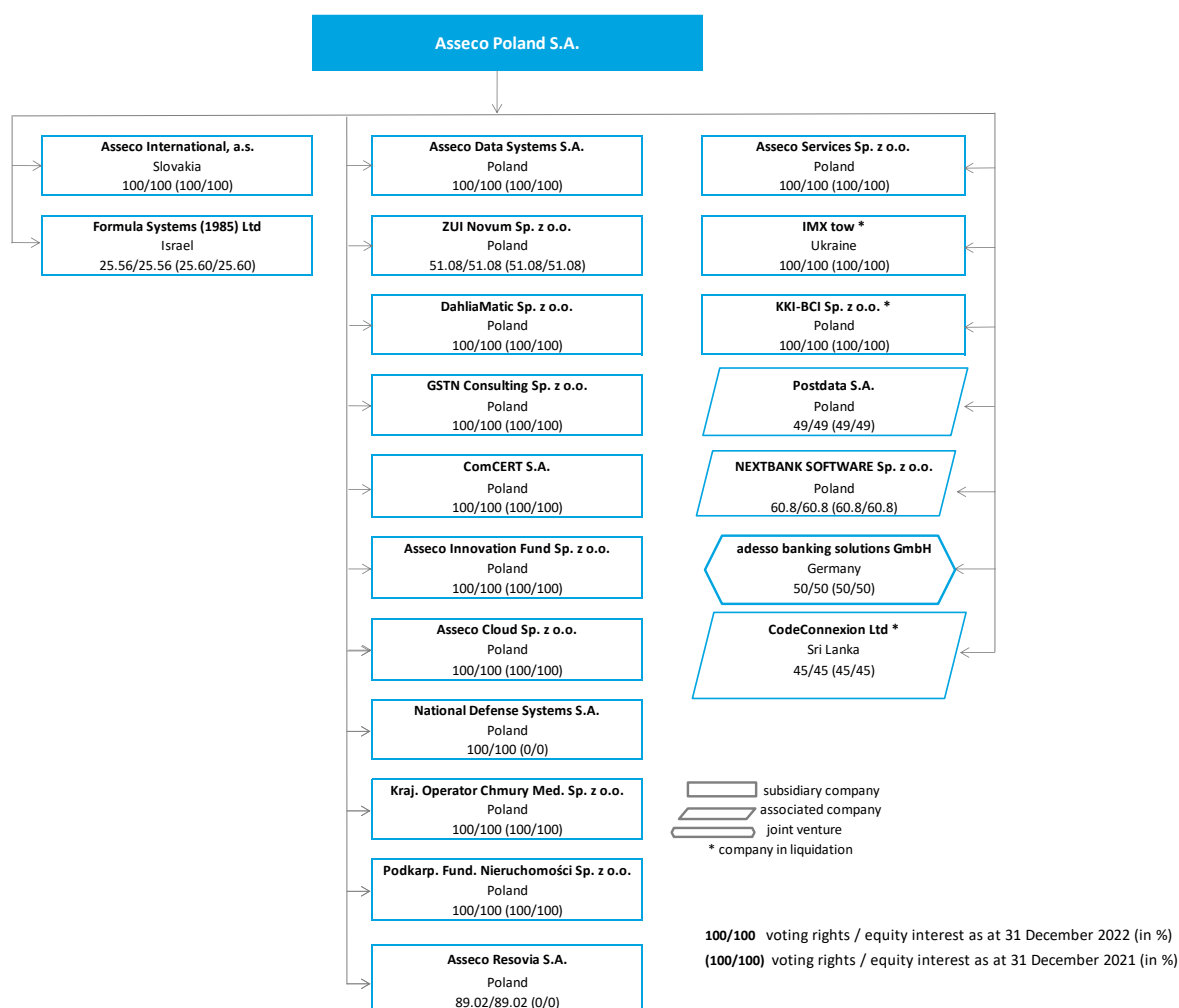 Asseco Poland S.A.
Asseco International, a.s.
Slovakia
100/100 (100/100)
Formula Systems (1985) Ltd
Israel
25.56/25.56 (25.60/25.60)
Asseco Data Systems S.A.
Poland
100/100 (100/100)
ZUI Novum Sp. z o.o.
Poland
51.08/51.08 (51.08/51.08)
DahliaMatic Sp. z o.o.
Poland
100/100 (100/100)
GSTN Consulting Sp. z o.o.
Poland
100/100 (100/100)
ComCERT S.A.
Poland
100/100 (100/100)
Asseco Innovation Fund Sp. z o.o.
Poland
100/100 (100/100)
Asseco Cloud Sp. z o.o.
Poland
100/100 (100/100)
National Defense Systems S.A.
Poland
100/100 (0/0)
Kraj. Operator Chmury Med. Sp. z o.o.
Poland
100/100 (100/100)
Podkarp. Fund. Nieruchomości Sp. z o.o.
Poland
100/100 (100/100)
Asseco Resovia S.A.
Poland
89.02/89.02 (0/0)
Asseco Services Sp. z o.o.
Poland
100/100 (100/100)
IMX tow *
Ukraine
100/100 (100/100)
KKI-BCI Sp. z o.o. *
Poland
100/100 (100/100)
Postdata S.A.
Poland
49/49 (49/49)
NEXTBANK SOFTWARE Sp. z o.o.
Poland
60.8/60.8 (60.8/60.8)
adesso banking solutions GmbH
Germany
50/50 (50/50)
CodeConnexion Ltd *
Sri Lanka
45/45 (45/45)
subsidiary company
associated company
joint venture
* company in liquidation
100/100 voting rights / equity interest as at 31 December 2022 (in %)
(100/100) voting rights / equity interest as at 31 December 2021 (in %)